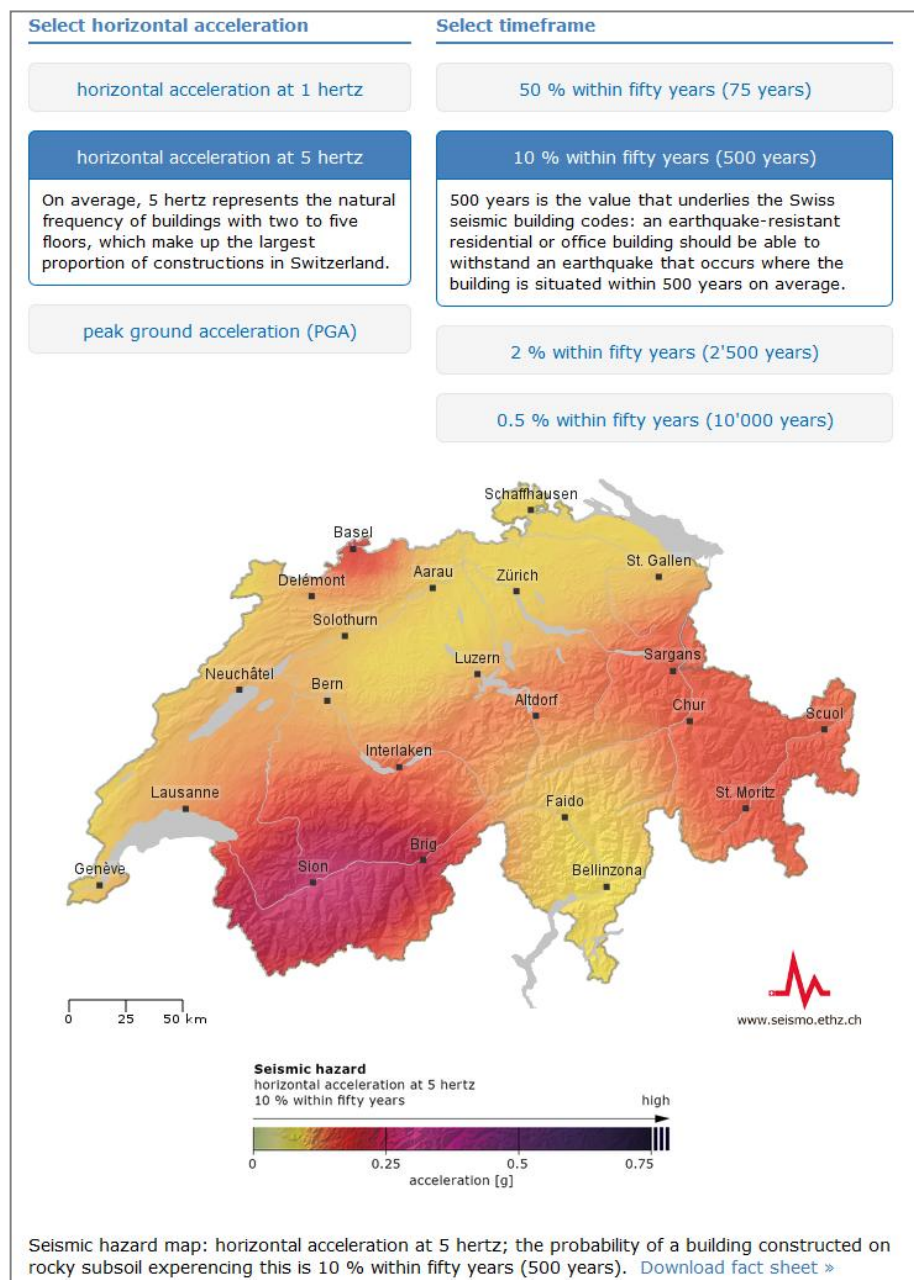 Select horizontal acceleration
horizontal acceleration at 1 hertz
horizontal acceleration at 5 hertz
On average, 5 hertz represents the natural
frequency of buildings with two to five
floors, which make up the largest
proportion of constructions in Switzerland.
peak ground acceleration (PGA)
Select timeframe
50 % within fifty years (75 years)
10 % within fifty years (500 years)
500 years is the value that underlies the Swiss
seismic building codes: an earthquake-resistant
residential or office building should be able to
withstand an earthquake that occurs where the
building is situated within 500 years on average.
2 % within fifty years (2'500 years)
0.5 % within fifty years (10'000 years)
Schaffhausen
Basel
St. Gallen
Aarau
Zürich
Delémont
Solothurn
Sargans
Luzern
Neuchâtel
Bern
Altdorf
Chur
Scuol
Interlaken
Lausanne
Faido
St. Moritz
Brig
Genève
Sion
Bellinzona
0 25 50 km
www.seismo.ethz.ch
Seismic hazard
horizontal acceleration at 5 hertz
10 % within fifty years
high
0 0.25 0.5 0.75
acceleration [g]
Seismic hazard map: horizontal acceleration at 5 hertz; the probability of a building constructed on
rocky subsoil experencing this is 10 % within fifty years (500 years). Download fact sheet »